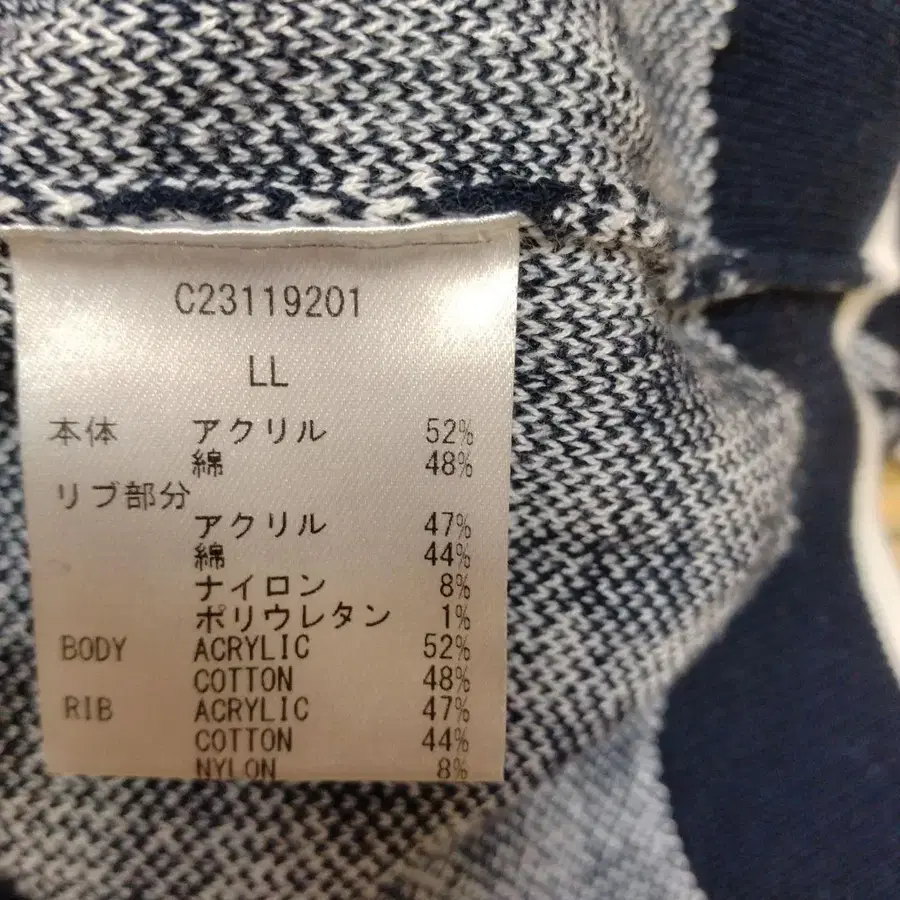 C23119201
LL
本体 アクリル 52%
綿 48%
リブ部分
アクリル 47%
綿 44%
ナイロン 8%
ポリウレタン 1%
BODY ACRYLIC 52%
COTTON 48%
RIB ACRYLIC 47%
COTTON 44%
NYLON 8%